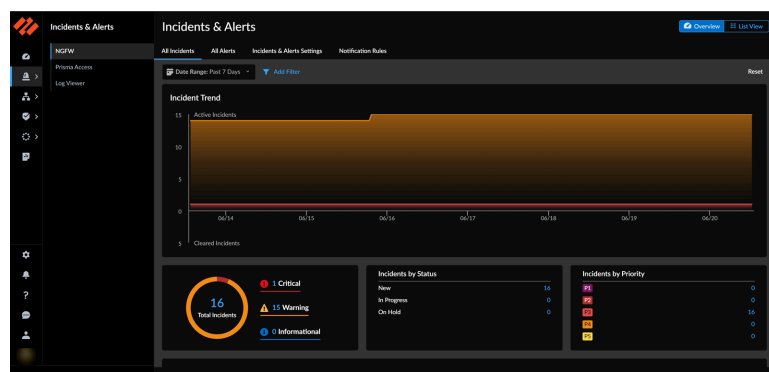 Incidents & Alerts
NGFW
Prisma Access
Log Viewer
Incidents & Alerts
Overview
List View
All Incidents
All Alerts
Incidents & Alerts Settings
Notification Rules
Date Range: Past 7 Days
Add Filter
Reset
Incident Trend
15
Active Incidents
10
5
0
06/14
06/15
06/16
06/17
06/18
06/19
06/20
5
Cleared Incidents
16
Total Incidents
1 Critical
15 Warning
0 Informational
Incidents by Status
New 16
In Progress 0
On Hold 0
Incidents by Priority
P1 0
P2 0
P3 16
P4 0
P5 0